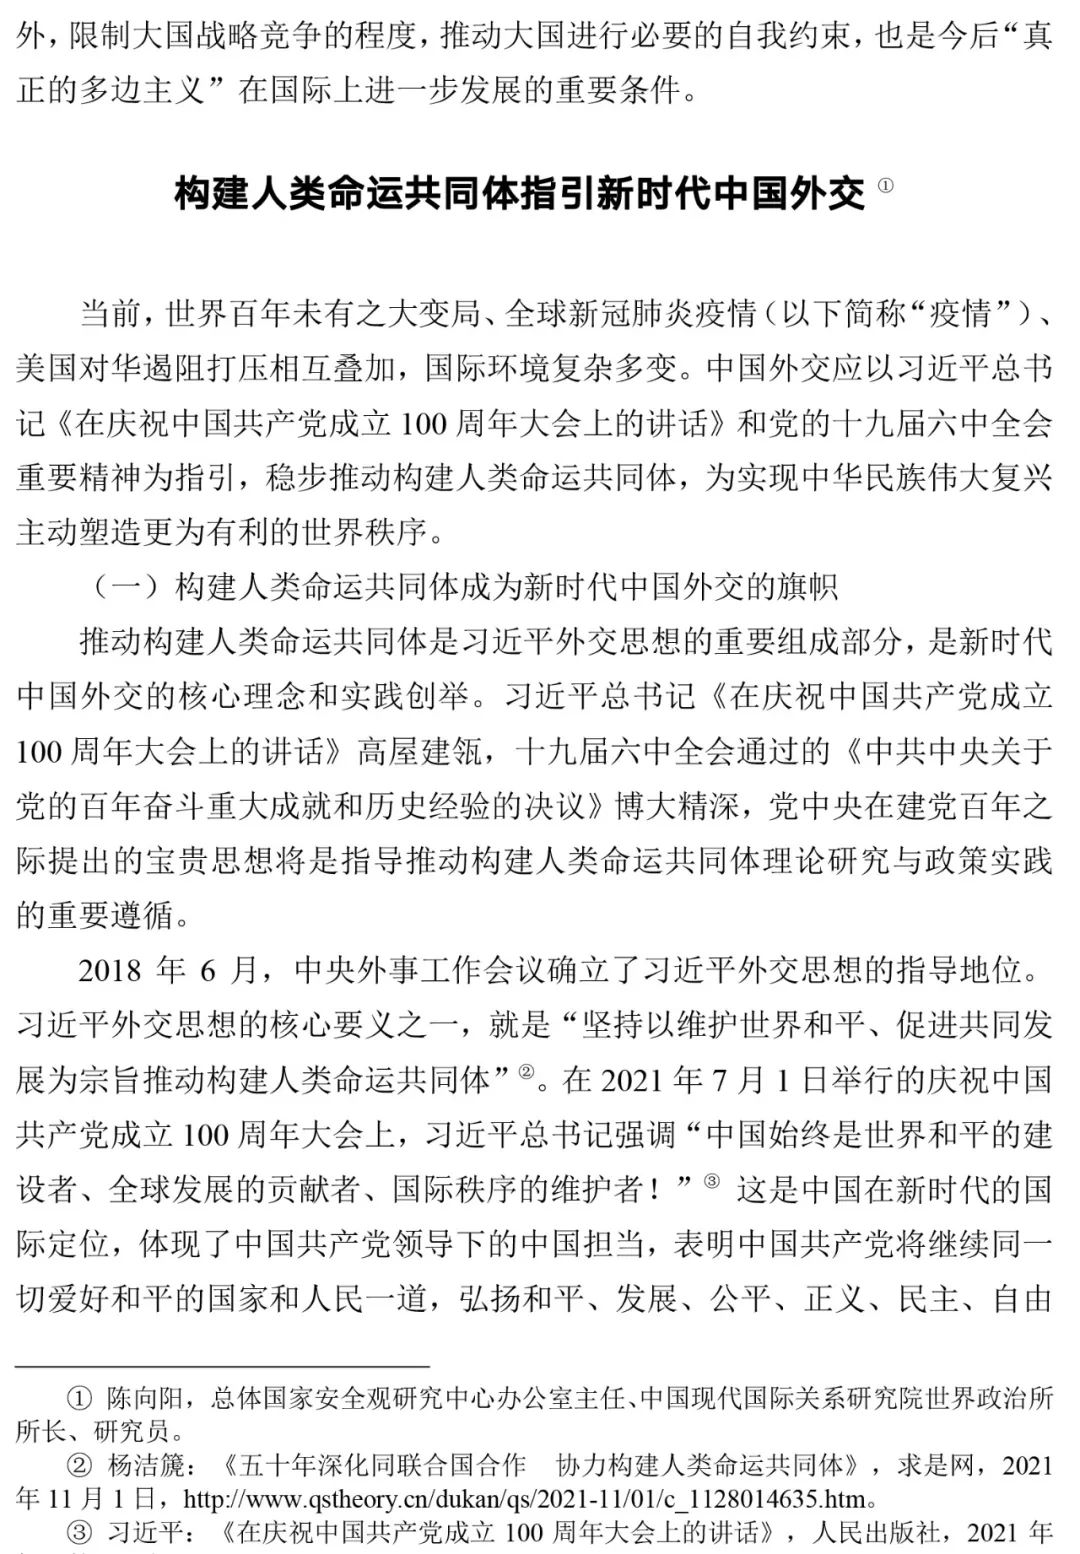 外，限制大国战略竞争的程度，推动大国进行必要的自我约束，也是今后“真
正的多边主义”在国际上进一步发展的重要条件。
构建人类命运共同体指引新时代中国外交①
当前，世界百年未有之大变局、全球新冠肺炎疫情（以下简称“疫情”）、
美国对华遏阻打压相互叠加，国际环境复杂多变。中国外交应以习近平总书
记《在庆祝中国共产党成立 100 周年大会上的讲话》和党的十九届六中全会
重要精神为指引，稳步推动构建人类命运共同体，为实现中华民族伟大复兴
主动塑造更为有利的世界秩序。
（一）构建人类命运共同体成为新时代中国外交的旗帜
推动构建人类命运共同体是习近平外交思想的重要组成部分，是新时代
中国外交的核心理念和实践创举。习近平总书记《在庆祝中国共产党成立
100 周年大会上的讲话》高屋建瓴，十九届六中全会通过的《中共中央关于
党的百年奋斗重大成就和历史经验的决议》博大精深，党中央在建党百年之
际提出的宝贵思想将是指导推动构建人类命运共同体理论研究与政策实践
的重要遵循。
2018 年 6 月，中央外事工作会议确立了习近平外交思想的指导地位。
习近平外交思想的核心要义之一，就是“坚持以维护世界和平、促进共同发
展为宗旨推动构建人类命运共同体”②。在 2021 年 7 月 1 日举行的庆祝中国
共产党成立 100 周年大会上，习近平总书记强调“中国始终是世界和平的建
设者、全球发展的贡献者、国际秩序的维护者！”③ 这是中国在新时代的国
际定位，体现了中国共产党领导下的中国担当，表明中国共产党将继续同一
切爱好和平的国家和人民一道，弘扬和平、发展、公平、正义、民主、自由
① 陈向阳，总体国家安全观研究中心办公室主任、中国现代国际关系研究院世界政治所
所长、研究员。
② 杨洁篪：《五十年深化同联合国合作　协力构建人类命运共同体》，求是网，2021
年 11 月 1 日，http://www.qstheory.cn/dukan/qs/2021-11/01/c_1128014635.htm。
③ 习近平：《在庆祝中国共产党成立 100 周年大会上的讲话》，人民出版社，2021 年